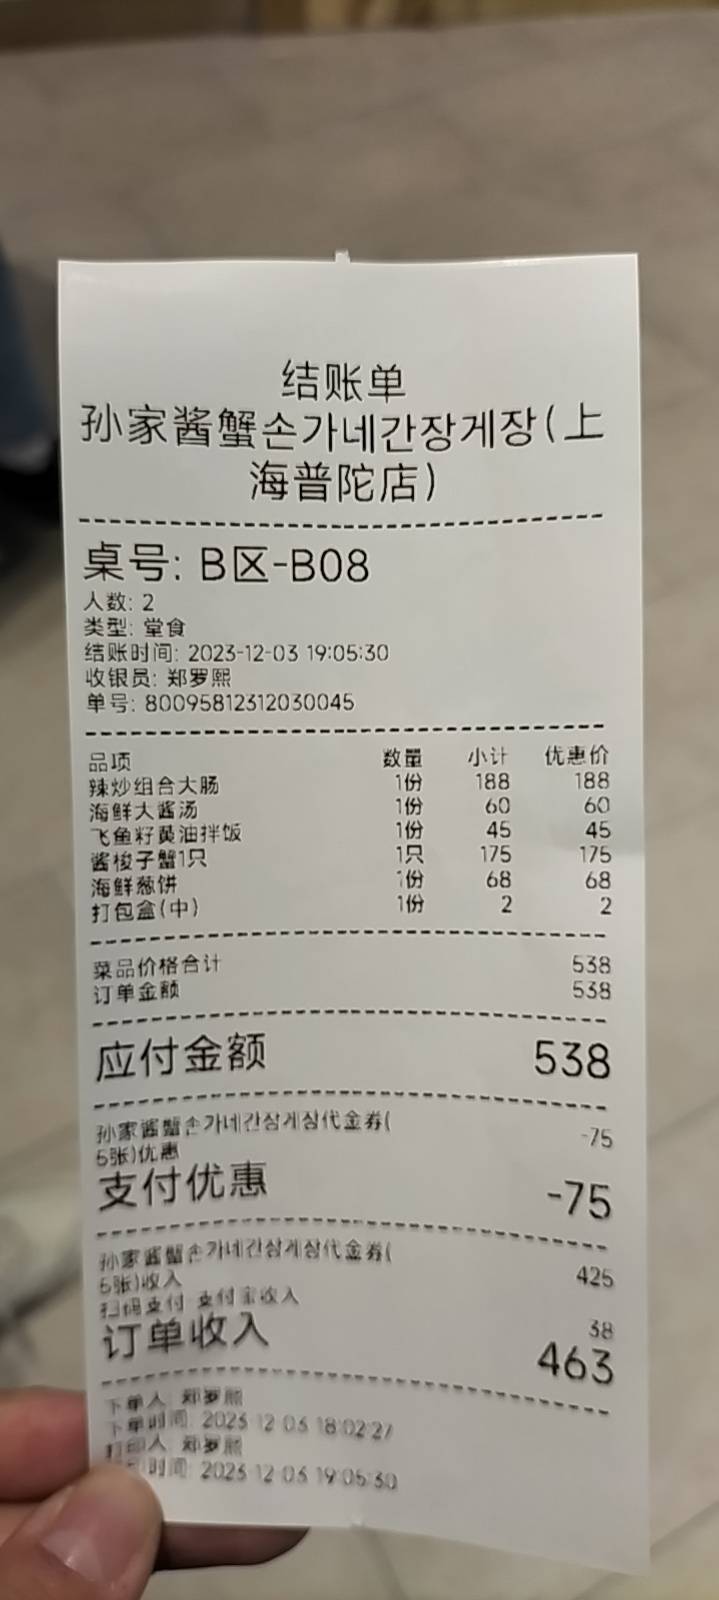 结账单
孙家酱蟹손가네간장게장(上
海普陀店)
桌号: B区-B08
人数: 2
类型: 堂食
结账时间: 2023-12-03 19:05:30
收银员: 郑罗熙
单号: 80095812312030045
品项 数量 小计 优惠价
辣炒组合大肠 1份 188 188
海鲜大酱汤 1份 60 60
飞鱼籽黄油拌饭 1份 45 45
酱梭子蟹1只 1只 175 175
海鲜葱饼 1份 68 68
打包盒(中) 1份 2 2
菜品价格合计 538
订单金额 538
应付金额 538
孙家酱蟹손가네간장게장代金券( -75
5张)优惠
支付优惠 -75
孙家酱蟹손가네간장게장代金券( 425
5张)收入
扫码支付 支付宝收入 38
订单收入 463
下单人: 郑罗熙
下单时间: 2023-12-03 18:02:27
打印人: 郑罗熙
时间: 2023-12-03 19:05:30